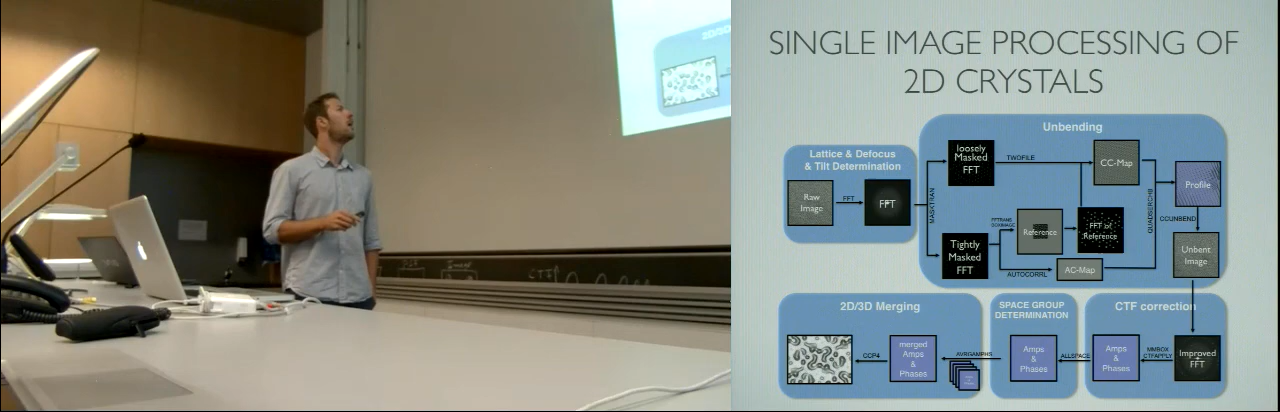 SINGLE IMAGE PROCESSING OF
2D CRYSTALS
Unbending
Lattice & Defocus
& Tilt Determination
Raw
Image
FFT
FFT
MASKTRAN
loosely
Masked
FFT
TWOFILE
CC-Map
QUADSERCHB
Profile
CCUNBEND
Unbent
Image
Tightly
Masked
FFT
Reference
FFT of
Reference
AUTOCORRL
AC-Map
2D/3D Merging
SPACE GROUP
DETERMINATION
CTF correction
CCP4
merged
Amps
&
Phases
AVRGAMPHS
Amps
&
Phases
ALLSPACE
Amps
&
Phases
MMBOX
CTFAPPLY
Improved
FFT